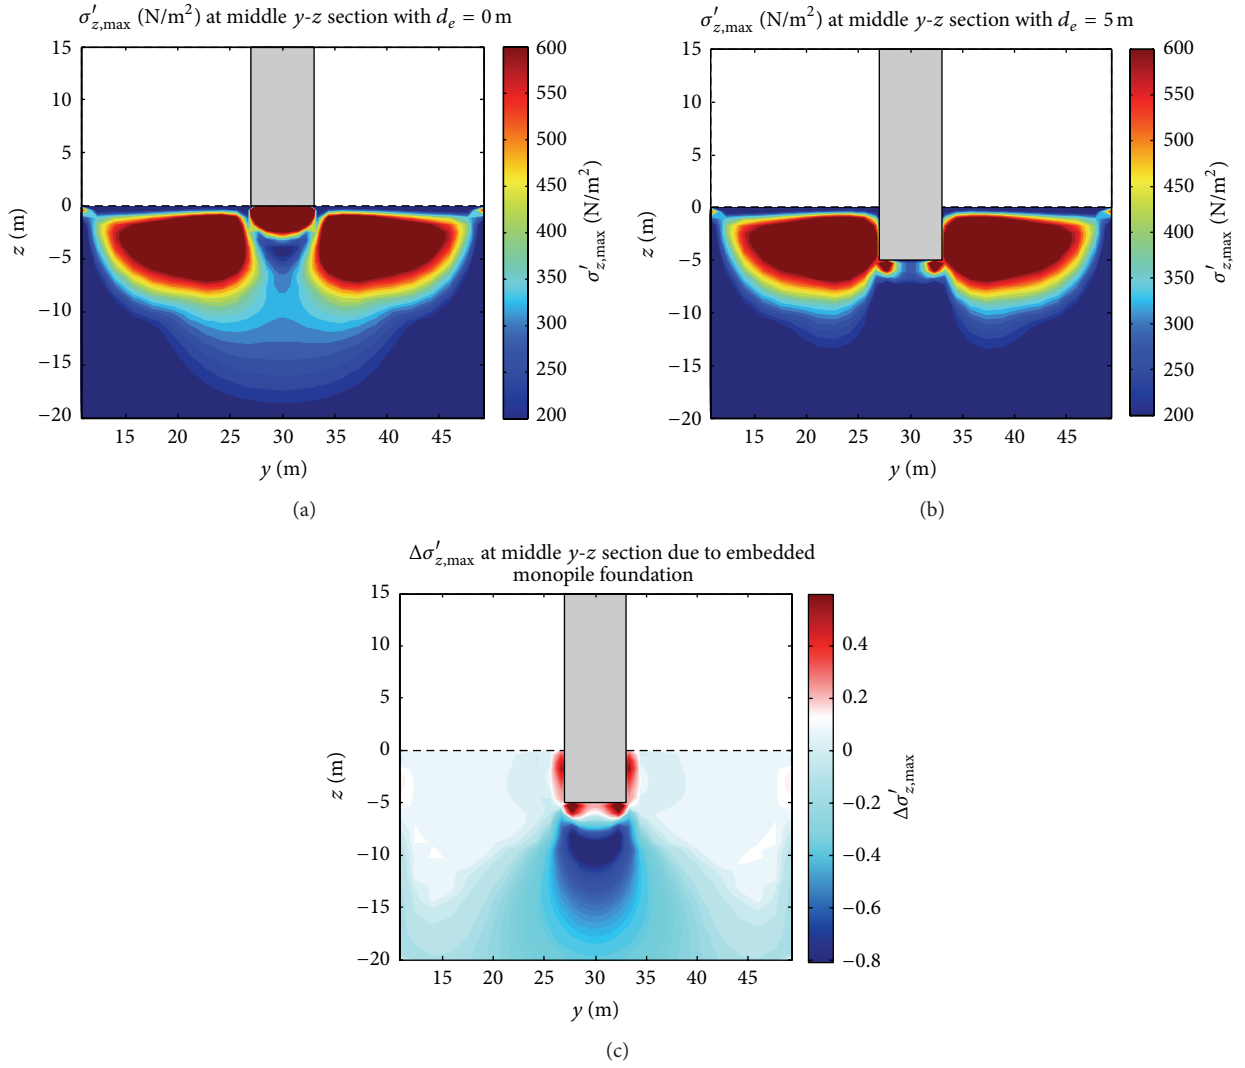 σ′z,max (N/m²) at middle y-z section with de = 0 m
15
10
5
0
−5
−10
−15
−20
z (m)
15 20 25 30 35 40 45
y (m)
600
550
500
450
400
350
300
250
200
σ′z,max (N/m²)
(a)
σ′z,max (N/m²) at middle y-z section with de = 5 m
15
10
5
0
−5
−10
−15
−20
z (m)
15 20 25 30 35 40 45
y (m)
600
550
500
450
400
350
300
250
200
σ′z,max (N/m²)
(b)
Δσ′z,max at middle y-z section due to embedded
monopile foundation
15
10
5
0
−5
−10
−15
−20
z (m)
15 20 25 30 35 40 45
y (m)
0.4
0.2
0
−0.2
−0.4
−0.6
−0.8
Δσ′z,max
(c)